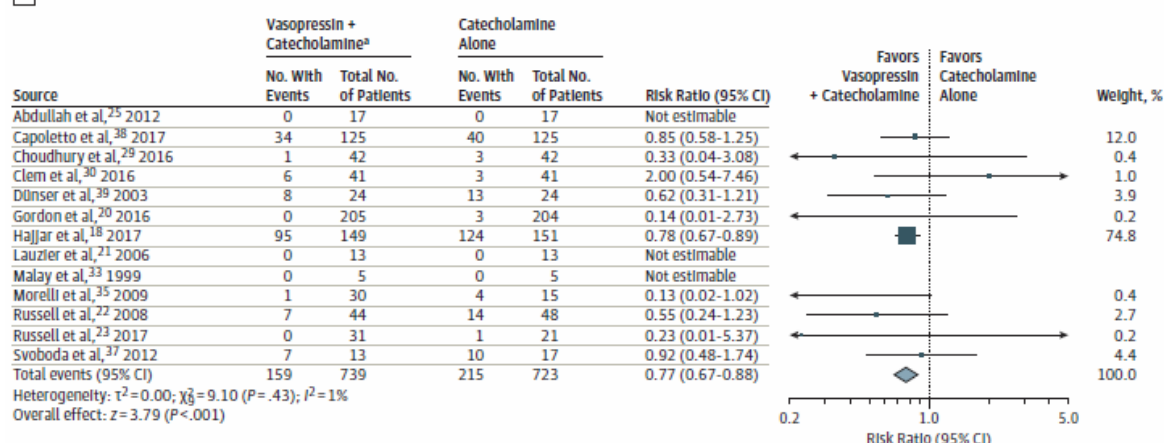 Vasopressin + Catecholamine
Catecholamineᵃ Alone
Favors Favors
No. With Total No. No. With Total No. Vasopressin Catecholamine
Source Events of Patients Events of Patients Risk Ratio (95% CI) + Catecholamine Alone Weight, %
Abdullah et al,²⁵ 2012 0 17 0 17 Not estimable
Capoletto et al,³⁸ 2017 34 125 40 125 0.85 (0.58-1.25) 12.0
Choudhury et al,²⁹ 2016 1 42 3 42 0.33 (0.04-3.08) 0.4
Clem et al,³⁰ 2016 6 41 3 41 2.00 (0.54-7.46) 1.0
Dünser et al,³⁹ 2003 8 24 13 24 0.62 (0.31-1.21) 3.9
Gordon et al,²⁰ 2016 0 205 3 204 0.14 (0.01-2.73) 0.2
Hajjar et al,¹⁸ 2017 95 149 124 151 0.78 (0.67-0.89) 74.8
Lauzier et al,²¹ 2006 0 13 0 13 Not estimable
Malay et al,³³ 1999 0 5 0 5 Not estimable
Morelli et al,³⁵ 2009 1 30 4 15 0.13 (0.02-1.02) 0.4
Russell et al,²² 2008 7 44 14 48 0.55 (0.24-1.23) 2.7
Russell et al,²³ 2017 0 31 1 21 0.23 (0.01-5.37) 0.2
Svoboda et al,³⁷ 2012 7 13 10 17 0.92 (0.48-1.74) 4.4
Total events (95% CI) 159 739 215 723 0.77 (0.67-0.88) 100.0
Heterogeneity: τ²=0.00; χ²₉=9.10 (P=.43); I²=1%
Overall effect: z=3.79 (P<.001)
0.2 1.0 5.0
Risk Ratio (95% CI)